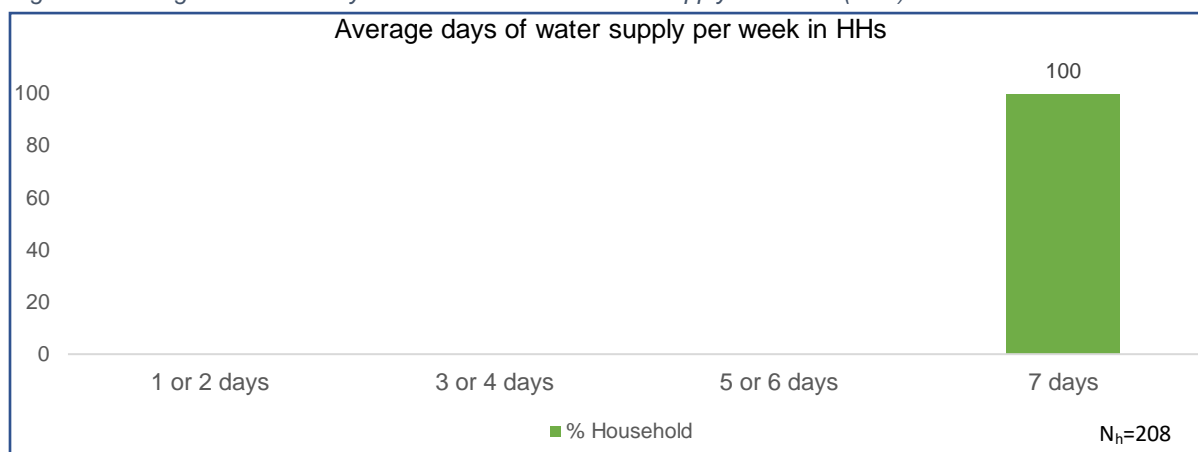 Average days of water supply per week in HHs
100
100
80
60
40
20
0
1 or 2 days 3 or 4 days 5 or 6 days 7 days
% Household
Nₕ=208